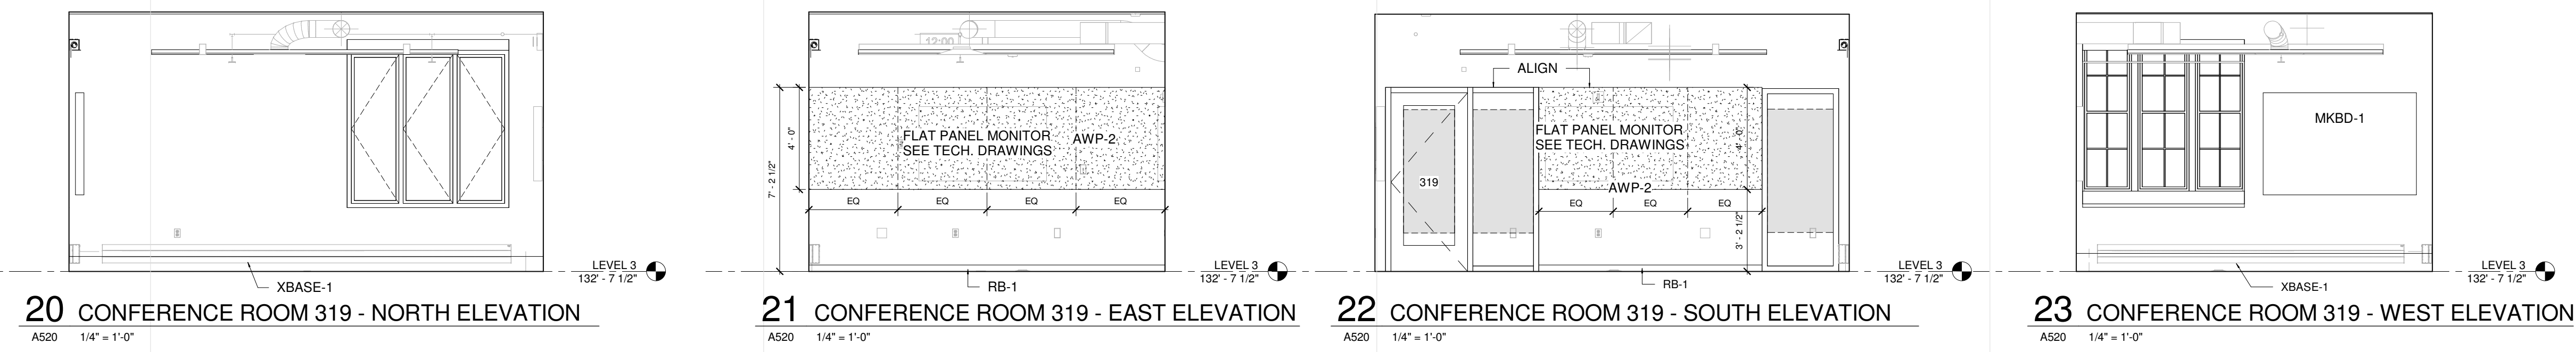 LEVEL 3
132' - 7 1/2"
XBASE-1
20 CONFERENCE ROOM 319 - NORTH ELEVATION
A520 1/4" = 1'-0"
12:00
7' - 2 1/2"
4' - 0"
FLAT PANEL MONITOR
SEE TECH. DRAWINGS
AWP-2
EQ EQ EQ EQ
LEVEL 3
132' - 7 1/2"
RB-1
21 CONFERENCE ROOM 319 - EAST ELEVATION
A520 1/4" = 1'-0"
ALIGN
FLAT PANEL MONITOR
SEE TECH. DRAWINGS
4' - 0"
319
AWP-2
EQ EQ EQ
3' - 2 1/2"
LEVEL 3
132' - 7 1/2"
RB-1
22 CONFERENCE ROOM 319 - SOUTH ELEVATION
A520 1/4" = 1'-0"
MKBD-1
LEVEL 3
132' - 7 1/2"
XBASE-1
23 CONFERENCE ROOM 319 - WEST ELEVATION
A520 1/4" = 1'-0"